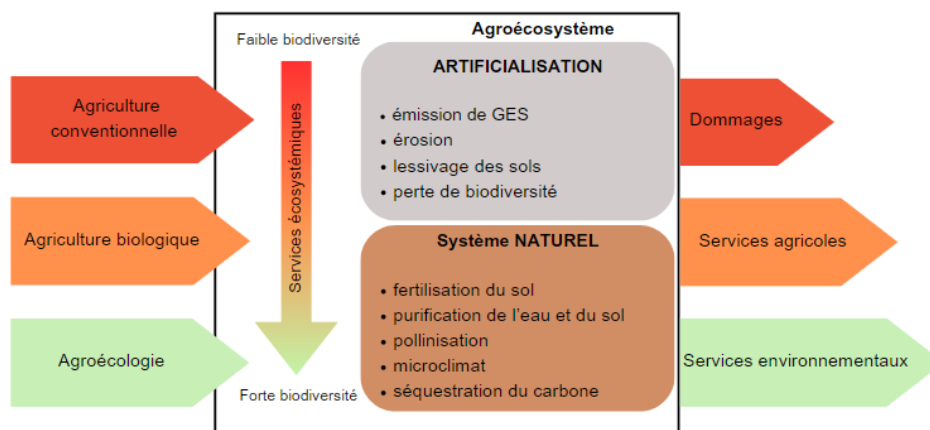 Agroécosystème
Faible biodiversité
ARTIFICIALISATION
Agriculture
conventionnelle
• émission de GES
• érosion
• lessivage des sols
• perte de biodiversité
Dommages
Services écosystémiques
Agriculture biologique
Système NATUREL
Services agricoles
• fertilisation du sol
• purification de l'eau et du sol
• pollinisation
• microclimat
• séquestration du carbone
Agroécologie
Services environnementaux
Forte biodiversité